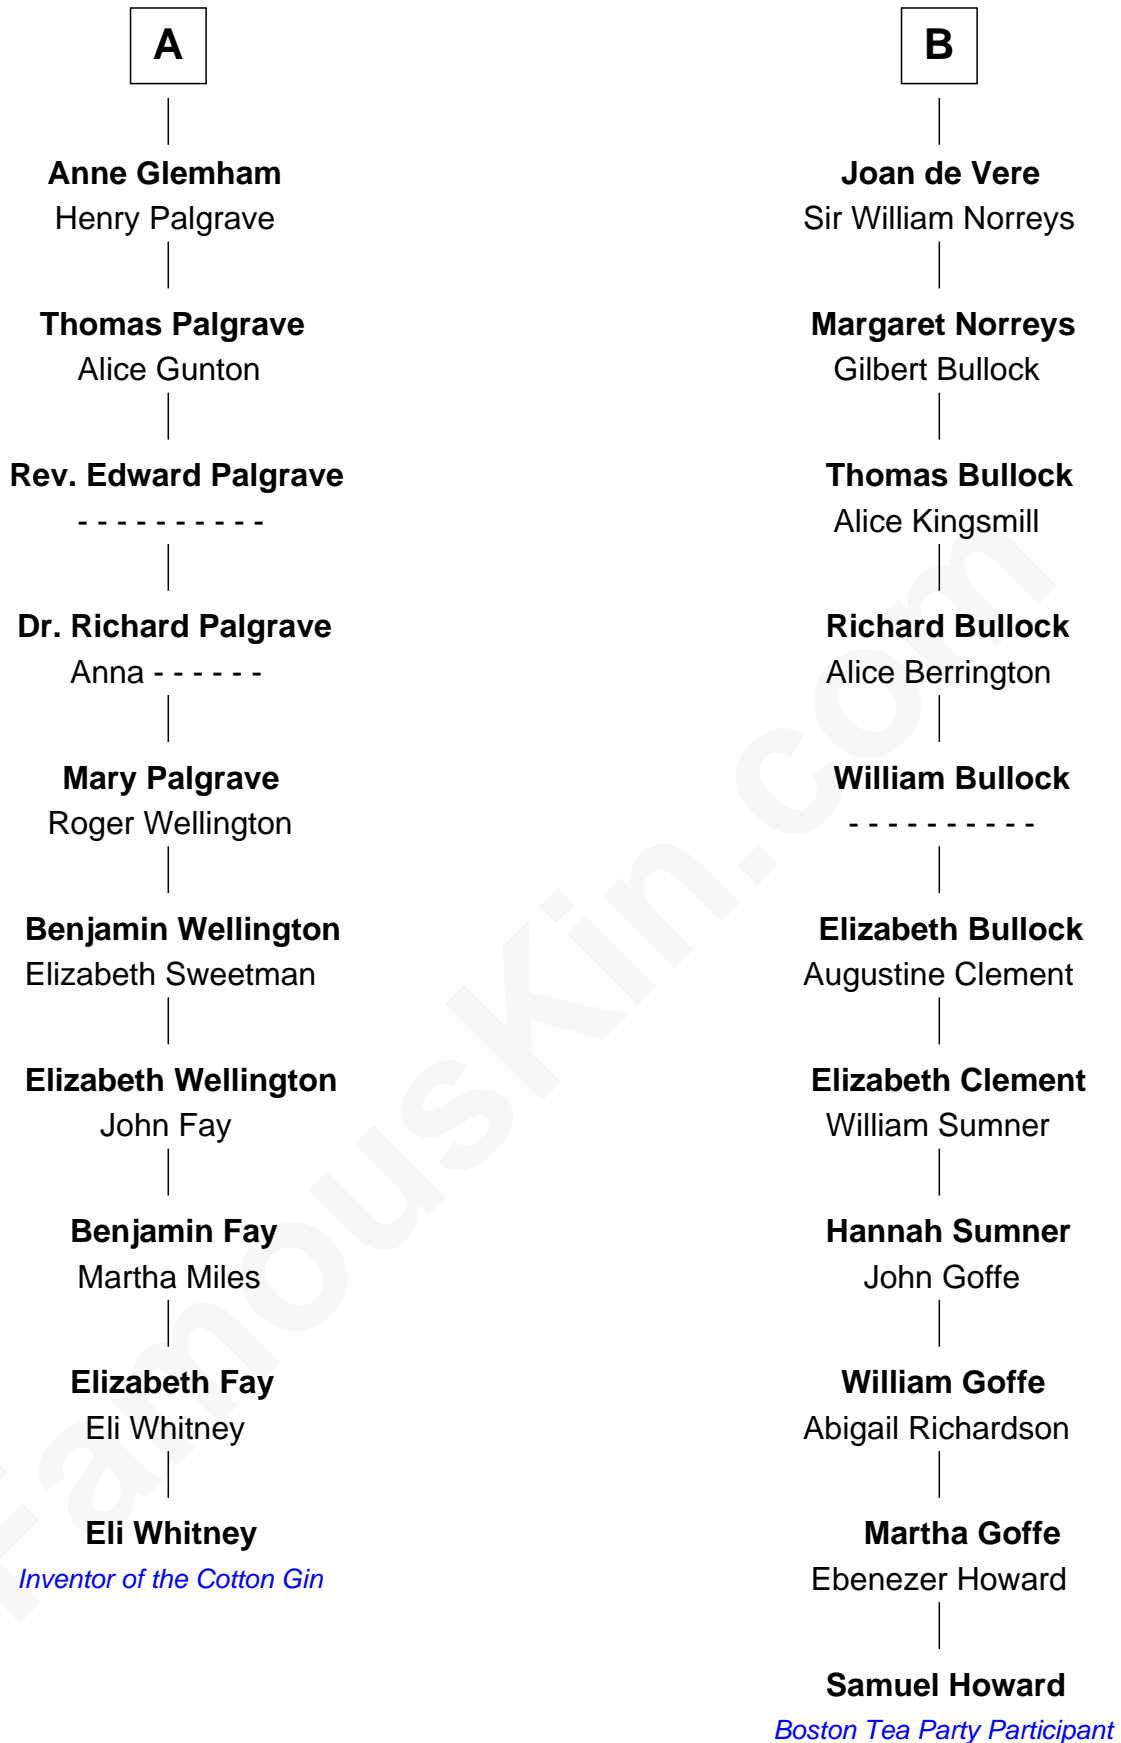 A
Anne Glemham
Henry Palgrave
Thomas Palgrave
Alice Gunton
Rev. Edward Palgrave
- - - - - - - - - -
Dr. Richard Palgrave
Anna - - - - - -
Mary Palgrave
Roger Wellington
Benjamin Wellington
Elizabeth Sweetman
Elizabeth Wellington
John Fay
Benjamin Fay
Martha Miles
Elizabeth Fay
Eli Whitney
Eli Whitney
Inventor of the Cotton Gin
B
Joan de Vere
Sir William Norreys
Margaret Norreys
Gilbert Bullock
Thomas Bullock
Alice Kingsmill
Richard Bullock
Alice Berrington
William Bullock
- - - - - - - - - -
Elizabeth Bullock
Augustine Clement
Elizabeth Clement
William Sumner
Hannah Sumner
John Goffe
William Goffe
Abigail Richardson
Martha Goffe
Ebenezer Howard
Samuel Howard
Boston Tea Party Participant
FamousKin.com